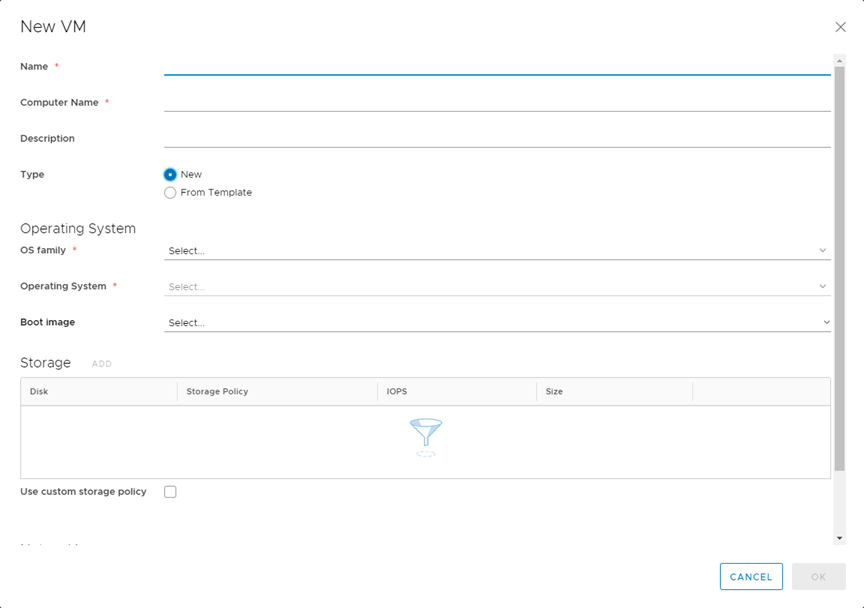 New VM
Name *
Computer Name *
Description
Type
New
From Template
Operating System
OS family *
Select...
Operating System *
Select...
Boot image
Select...
Storage ADD
Disk Storage Policy IOPS Size
Use custom storage policy
CANCEL OK